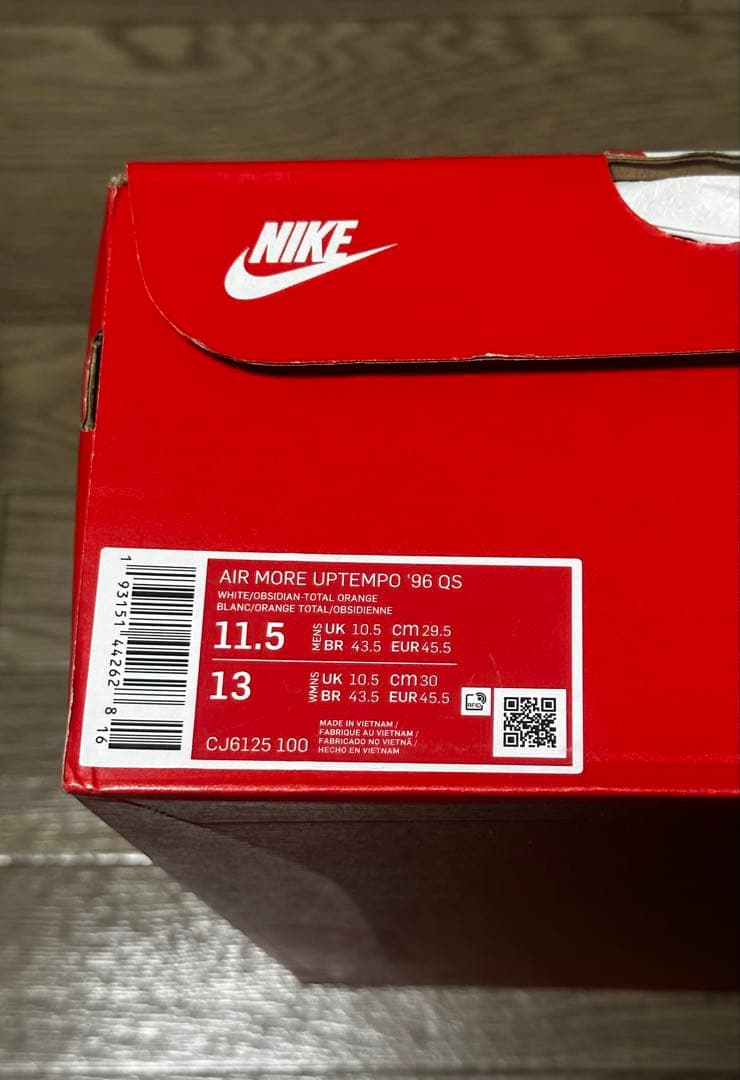 NIKE
AIR MORE UPTEMPO '96 QS
WHITE/OBSIDIAN-TOTAL ORANGE
BLANC/ORANGE TOTAL/OBSIDIENNE
11.5 MENS UK 10.5 cm 29.5
BR 43.5 EUR 45.5
13 WMNS UK 10.5 cm 30
BR 43.5 EUR 45.5
RFID
CJ6125 100
MADE IN VIETNAM /
FABRIQUE AU VIETNAM /
FABRICADO NO VIETNÃ /
HECHO EN VIETNAM
1 93151 44262 8 16